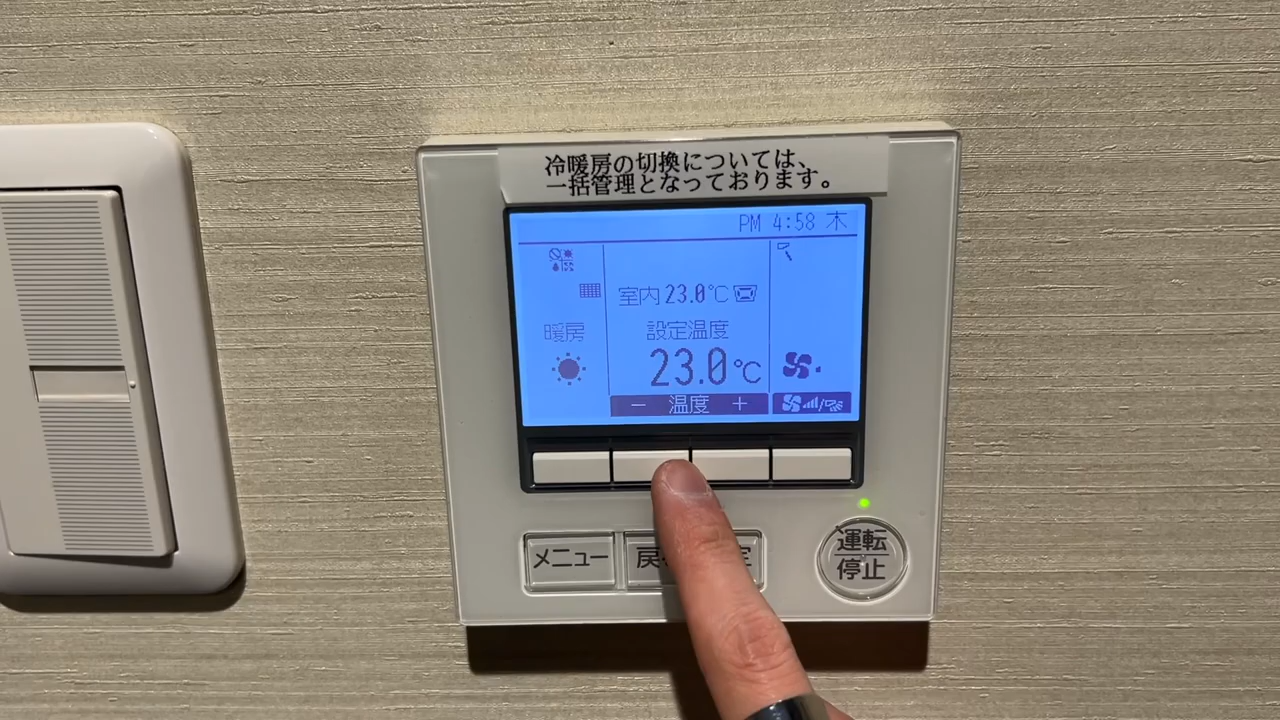 冷暖房の切換については、
一括管理となっております。
PM 4:58 木
室内 23.0℃
暖房
設定温度
23.0℃
− 温度 +
メニュー
戻
定
運転
停止